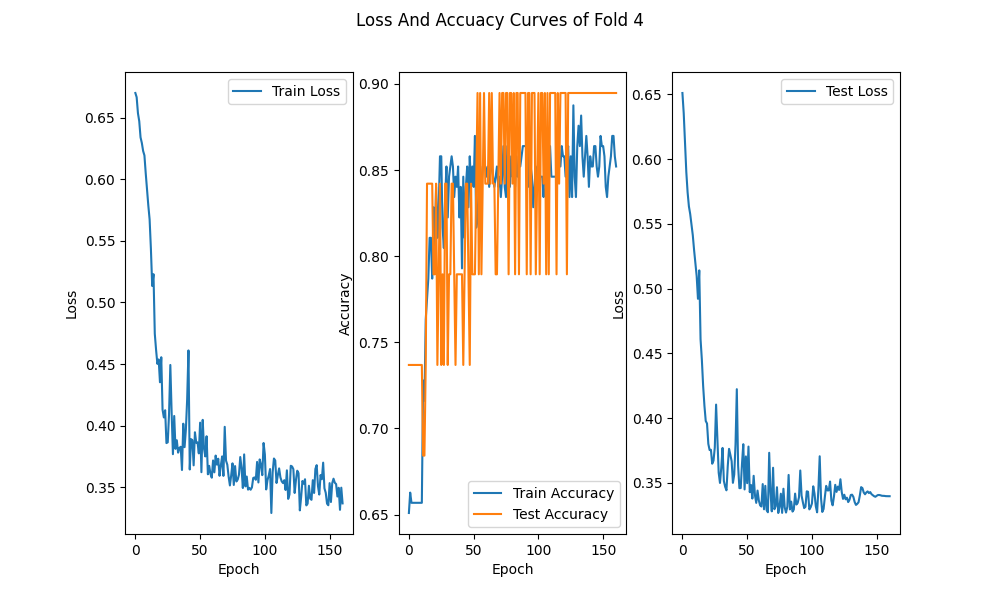 Loss And Accuacy Curves of Fold 4
Train Loss
Loss
0.65
0.60
0.55
0.50
0.45
0.40
0.35
0
50
100
150
Epoch
Accuracy
0.90
0.85
0.80
0.75
0.70
0.65
Train Accuracy
Test Accuracy
0
50
100
150
Epoch
Test Loss
Loss
0.65
0.60
0.55
0.50
0.45
0.40
0.35
0
50
100
150
Epoch